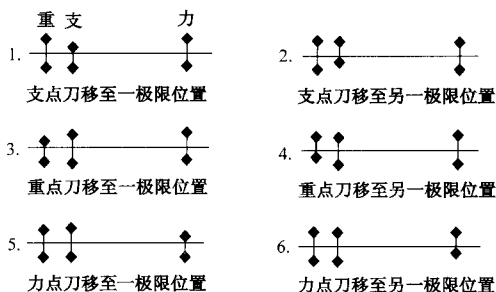 重 支 力
1.
支点刀移至一极限位置
2.
支点刀移至另一极限位置
3.
重点刀移至一极限位置
4.
重点刀移至另一极限位置
5.
力点刀移至一极限位置
6.
力点刀移至另一极限位置